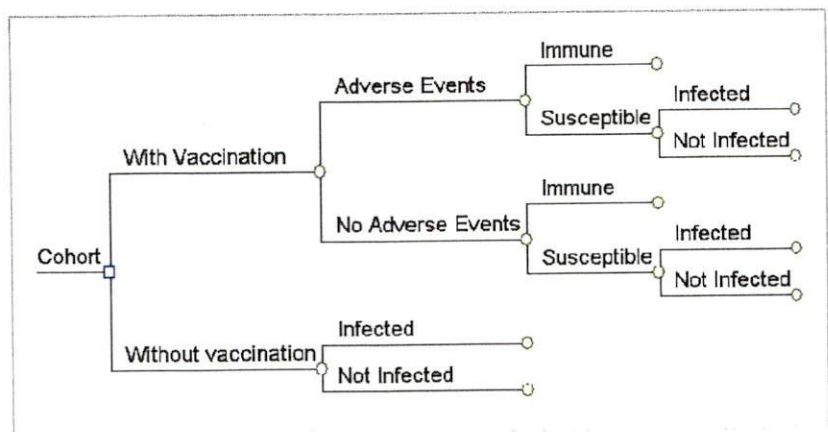 Immune
Adverse Events
Infected
Susceptible
Not Infected
With Vaccination
Immune
No Adverse Events
Infected
Susceptible
Not Infected
Cohort
Infected
Without vaccination
Not Infected